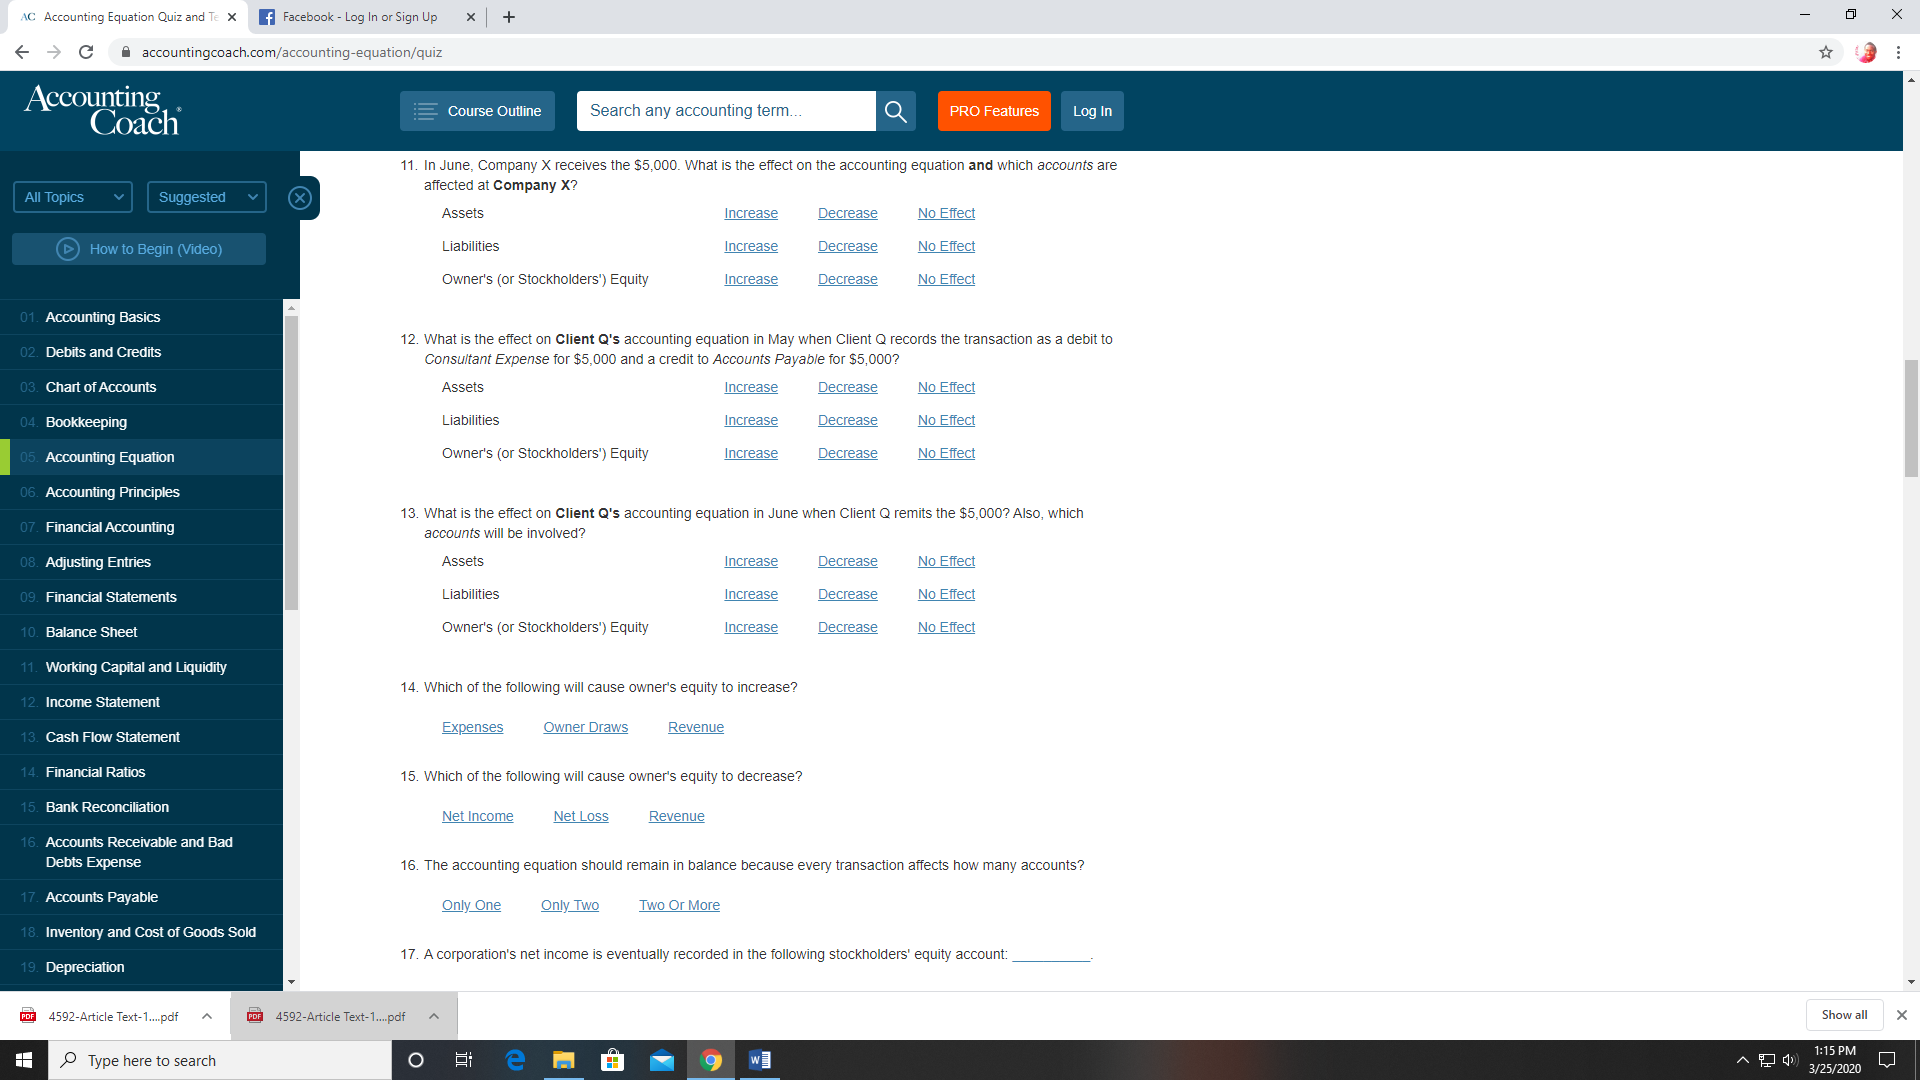 Accounting Equation Quiz and Te
Facebook - Log In or Sign Up
accountingcoach.com/accounting-equation/quiz
Accounting
Coach
Course Outline
Search any accounting term...
PRO Features
Log In
All Topics
Suggested
How to Begin (Video)
01. Accounting Basics
02. Debits and Credits
03. Chart of Accounts
04. Bookkeeping
05. Accounting Equation
06. Accounting Principles
07. Financial Accounting
08. Adjusting Entries
09. Financial Statements
10. Balance Sheet
11. Working Capital and Liquidity
12. Income Statement
13. Cash Flow Statement
14. Financial Ratios
15. Bank Reconciliation
16. Accounts Receivable and Bad
Debts Expense
17. Accounts Payable
18. Inventory and Cost of Goods Sold
19. Depreciation
11. In June, Company X receives the $5,000. What is the effect on the accounting equation and which accounts are
affected at Company X?
Assets Increase Decrease No Effect
Liabilities Increase Decrease No Effect
Owner's (or Stockholders') Equity Increase Decrease No Effect
12. What is the effect on Client Q's accounting equation in May when Client Q records the transaction as a debit to
Consultant Expense for $5,000 and a credit to Accounts Payable for $5,000?
Assets Increase Decrease No Effect
Liabilities Increase Decrease No Effect
Owner's (or Stockholders') Equity Increase Decrease No Effect
13. What is the effect on Client Q's accounting equation in June when Client Q remits the $5,000? Also, which
accounts will be involved?
Assets Increase Decrease No Effect
Liabilities Increase Decrease No Effect
Owner's (or Stockholders') Equity Increase Decrease No Effect
14. Which of the following will cause owner's equity to increase?
Expenses Owner Draws Revenue
15. Which of the following will cause owner's equity to decrease?
Net Income Net Loss Revenue
16. The accounting equation should remain in balance because every transaction affects how many accounts?
Only One Only Two Two Or More
17. A corporation's net income is eventually recorded in the following stockholders' equity account: __________.
4592-Article Text-1....pdf
4592-Article Text-1....pdf
Show all
Type here to search
1:15 PM
3/25/2020